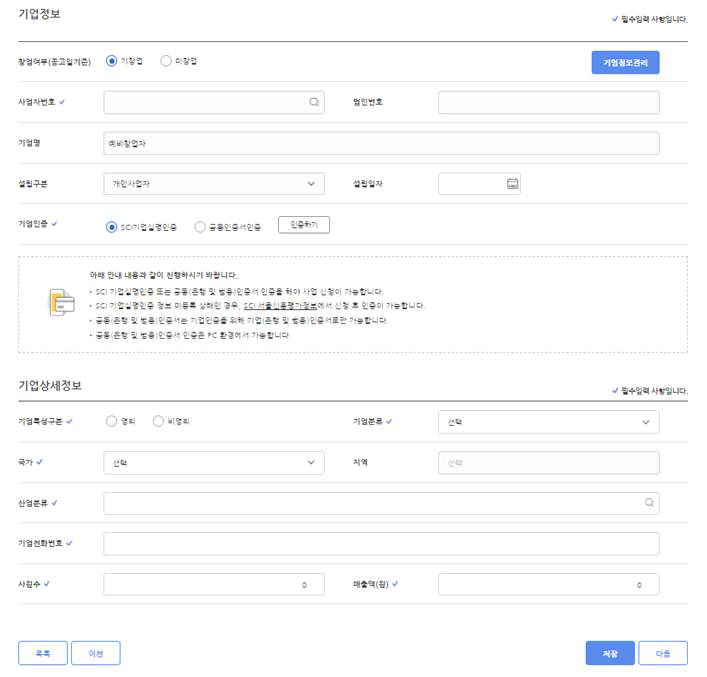 기업정보
필수입력 사항입니다.
창업여부(공고일기준) 기창업 미창업 기업정보관리
사업자번호 법인번호
기업명 예비창업자
설립구분 개인사업자 설립일자
기업인증 SCI기업실명인증 공동인증서인증 인증하기
아래 안내 내용과 같이 진행하시기 바랍니다.
• SCI 기업실명인증 또는 공동(은행 및 범용)인증서 인증을 해야 사업 신청이 가능합니다.
• SCI 기업실명인증 정보 미등록 상태인 경우, SCI 서울신용평가정보에서 신청 후 인증이 가능합니다.
• 공동(은행 및 범용)인증서는 기업인증을 위해 기업(은행 및 범용)인증서로만 가능합니다.
• 공동(은행 및 범용)인증서 인증은 PC 환경에서 가능합니다.
기업상세정보
필수입력 사항입니다.
기업특성구분 영리 비영리 기업분류 선택
국가 선택 지역 선택
산업분류
기업전화번호
사원수 매출액(원)
목록 이전 저장 다음